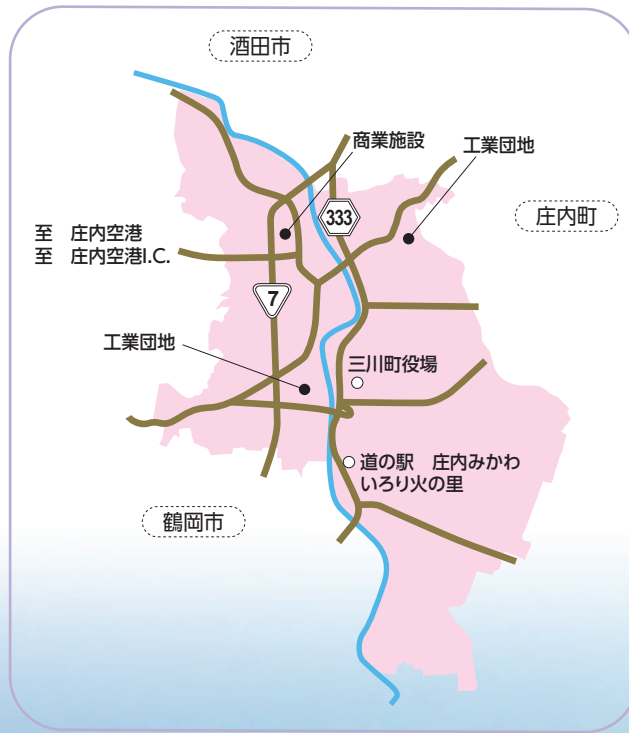 酒田市
商業施設
工業団地
333
庄内町
至　庄内空港
至　庄内空港I.C.
7
工業団地
三川町役場
道の駅　庄内みかわ
いろり火の里
鶴岡市